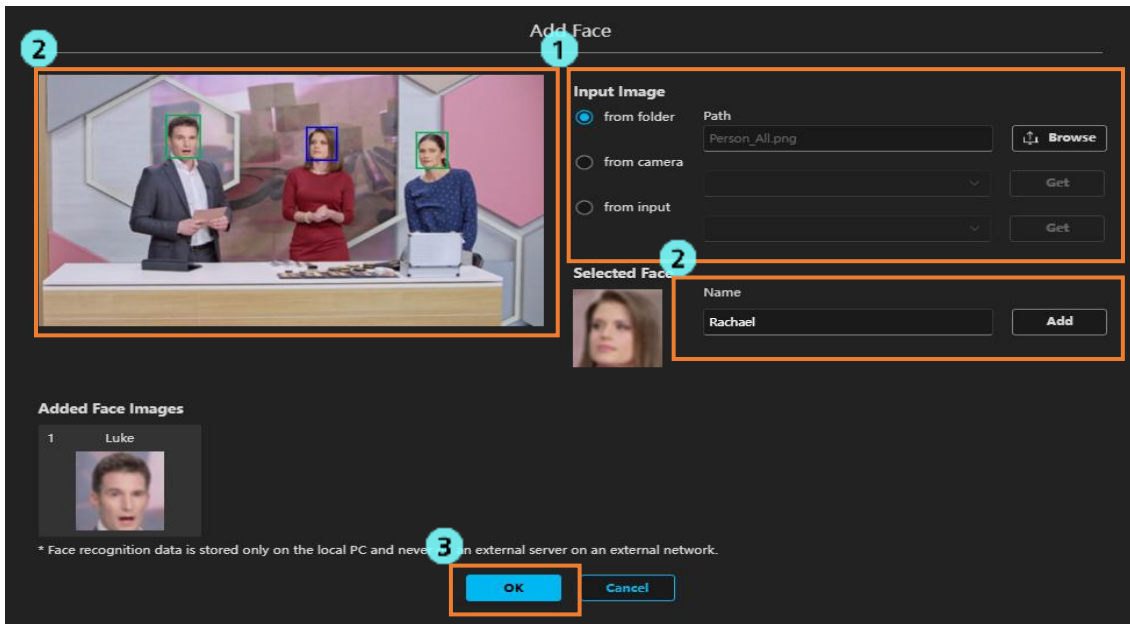 Add Face
2
1
Input Image
from folder
Path
Person_All.png
Browse
from camera
Get
from input
Get
2
Selected Face
Name
Rachael
Add
Added Face Images
1 Luke
* Face recognition data is stored only on the local PC and never 3 an external server on an external network.
OK
Cancel